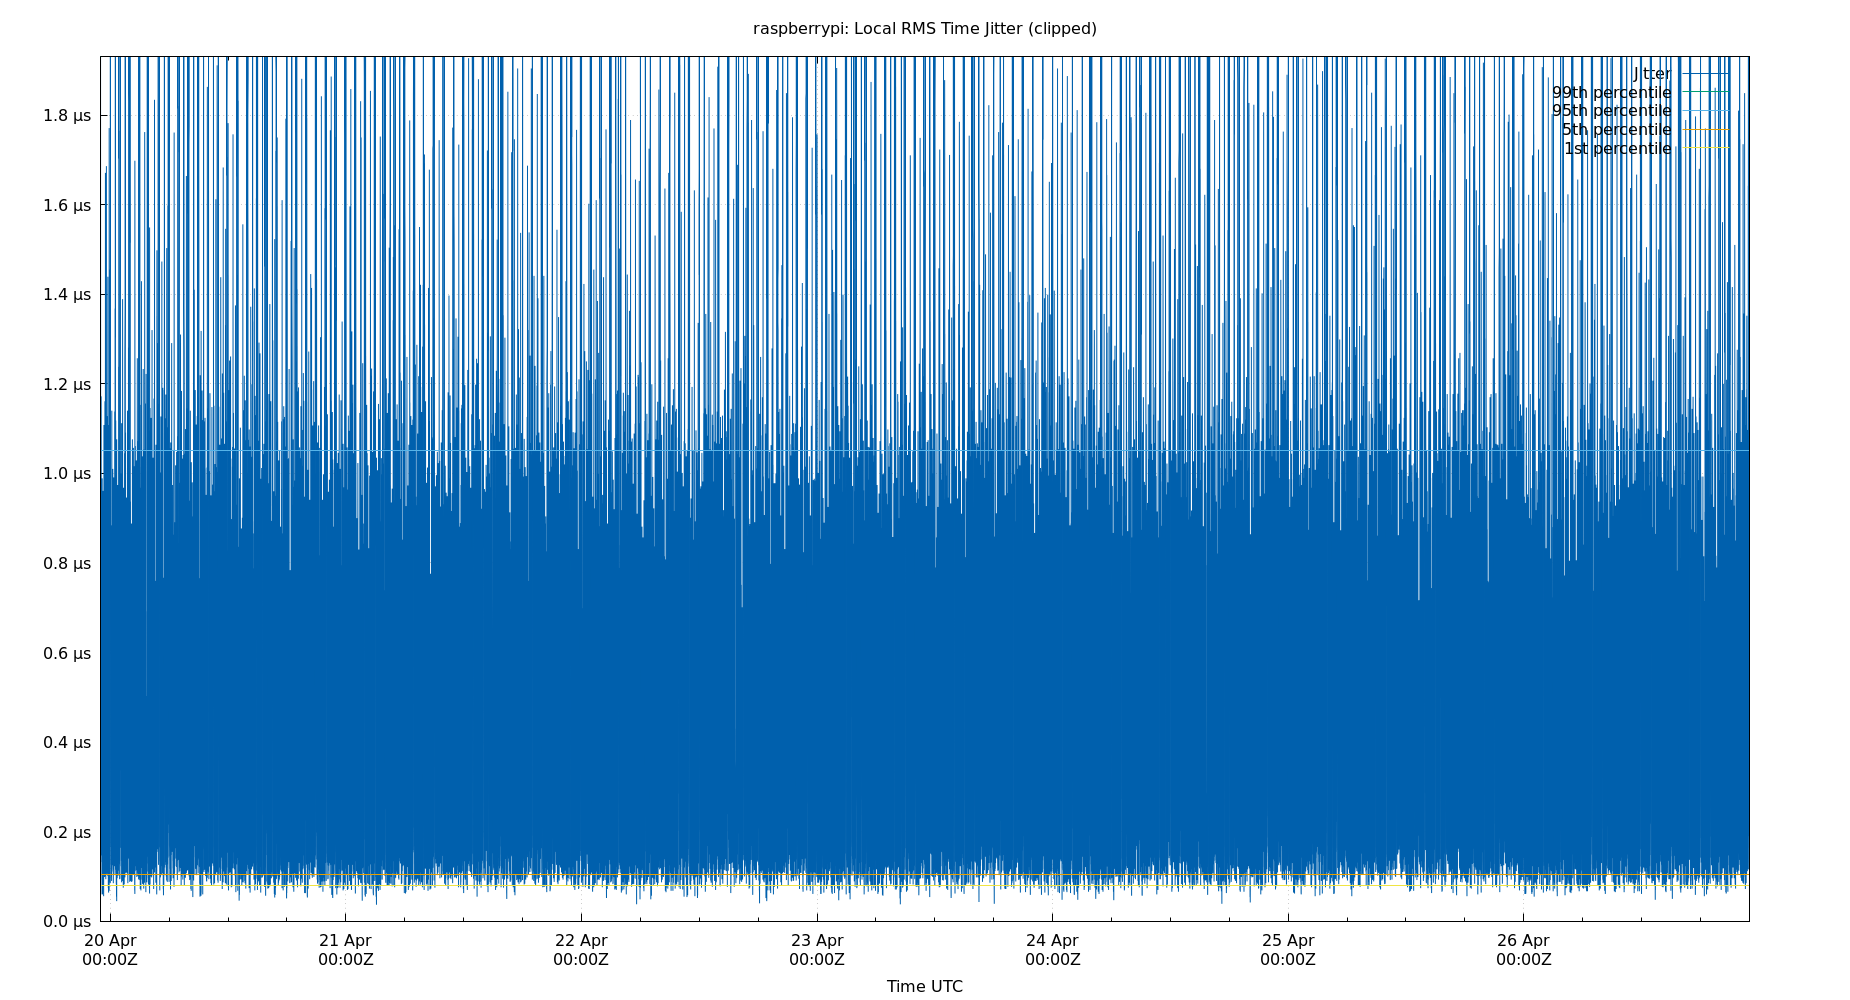 raspberrypi: Local RMS Time Jitter (clipped)
Jitter
99th percentile
95th percentile
5th percentile
1st percentile
1.8 µs
1.6 µs
1.4 µs
1.2 µs
1.0 µs
0.8 µs
0.6 µs
0.4 µs
0.2 µs
0.0 µs
20 Apr 21 Apr 22 Apr 23 Apr 24 Apr 25 Apr 26 Apr
00:00Z 00:00Z 00:00Z 00:00Z 00:00Z 00:00Z 00:00Z
Time UTC